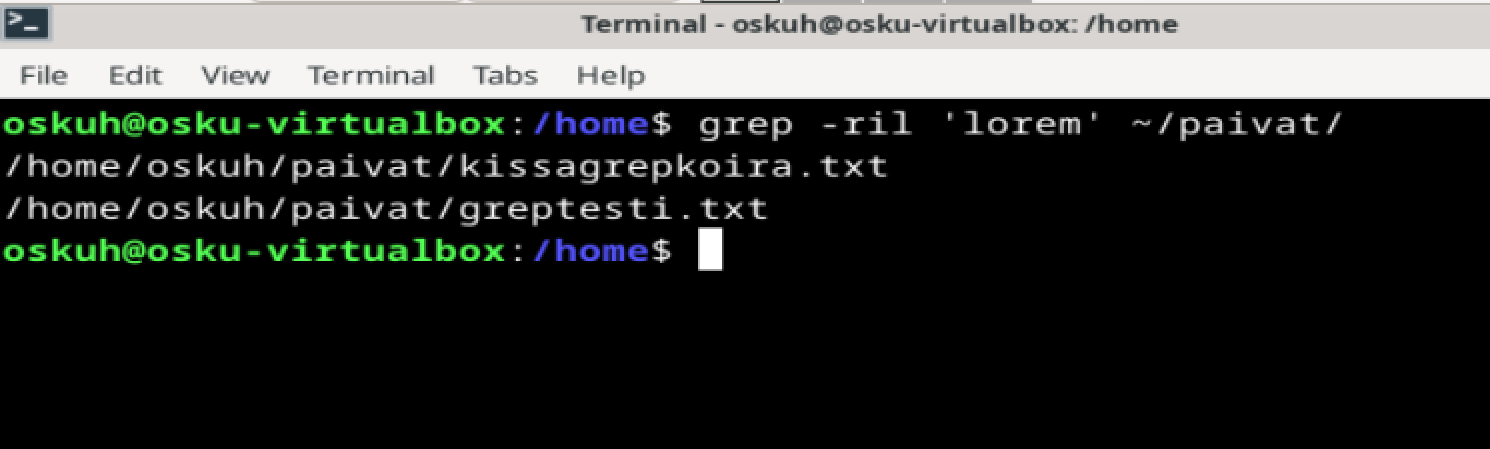 >_
Terminal - oskuh@osku-virtualbox: /home
File Edit View Terminal Tabs Help
oskuh@osku-virtualbox:/home$ grep -ril 'lorem' ~/paivat/
/home/oskuh/paivat/kissagrepkoira.txt
/home/oskuh/paivat/greptesti.txt
oskuh@osku-virtualbox:/home$